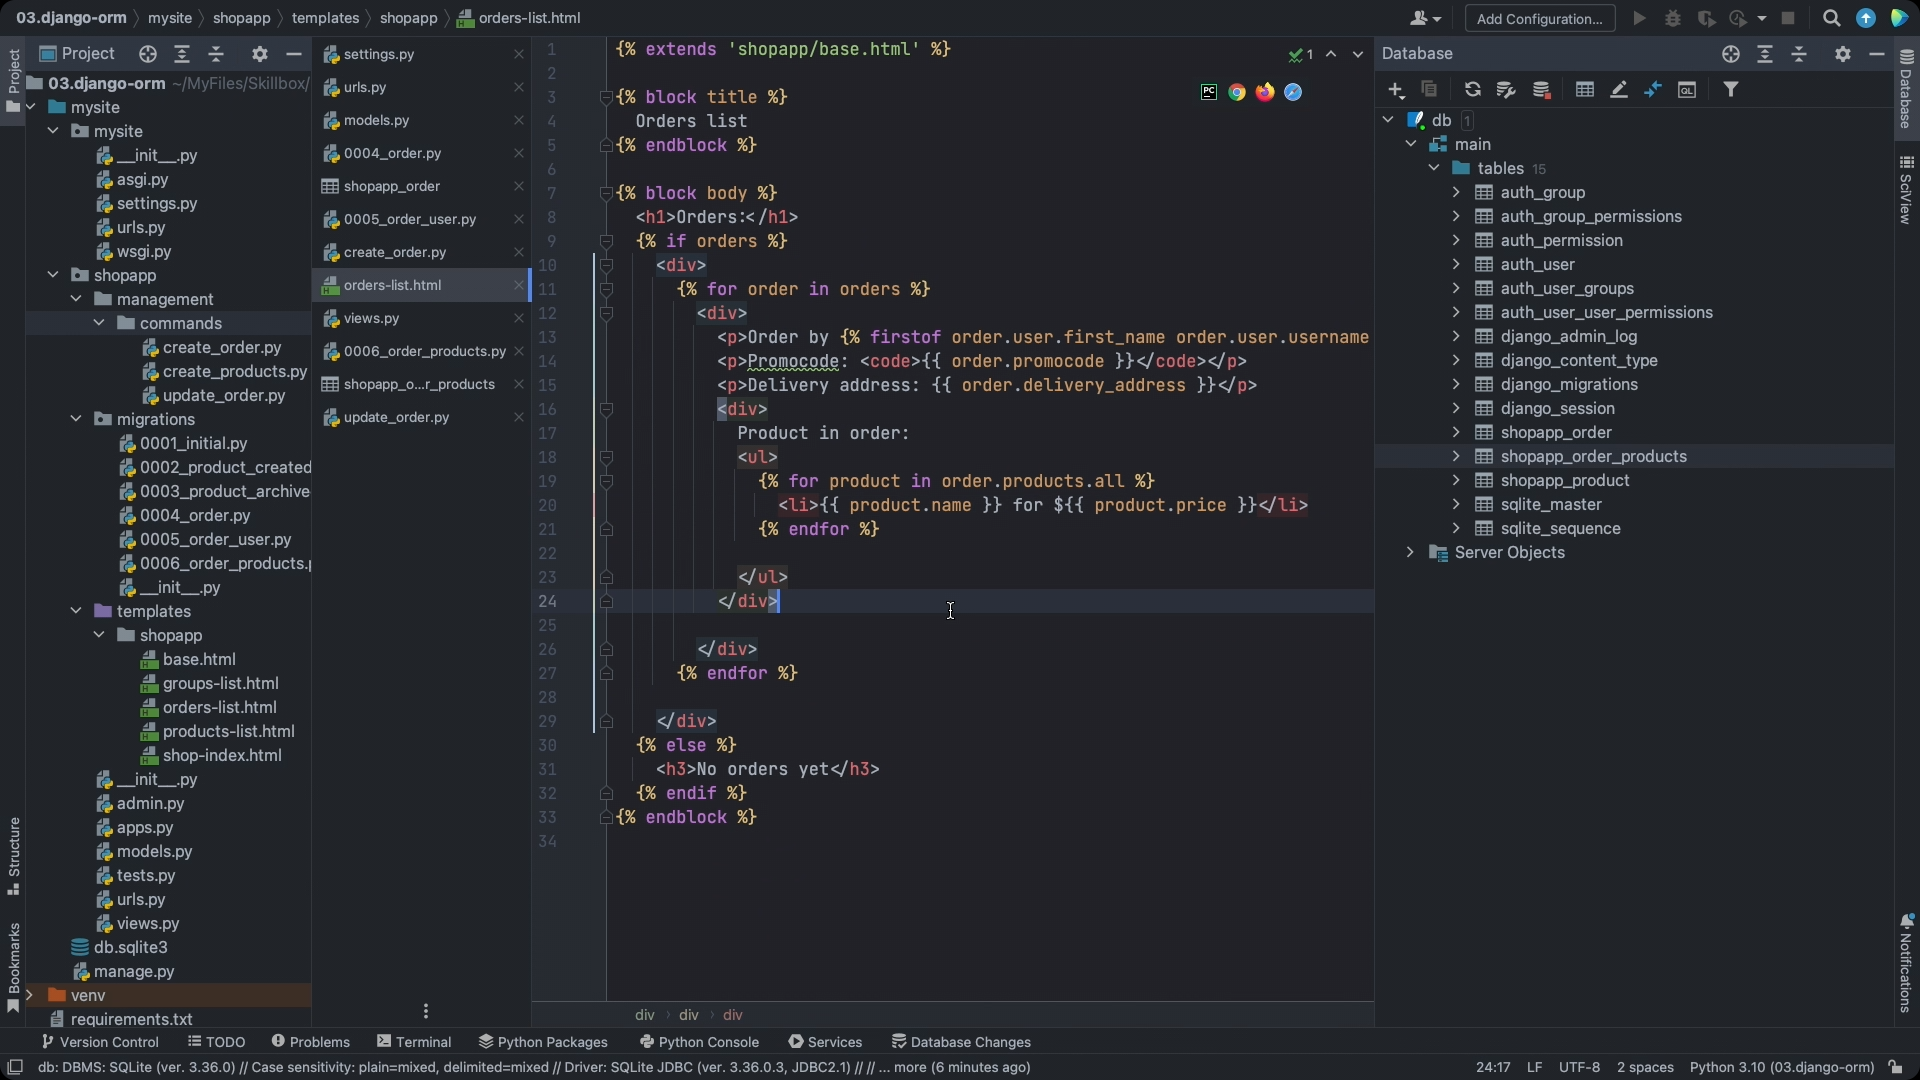 03.django-orm mysite shopapp templates shopapp orders-list.html
Add Configuration...
Project
Project
03.django-orm ~/MyFiles/Skillbox/
mysite
mysite
__init__.py
asgi.py
settings.py
urls.py
wsgi.py
shopapp
management
commands
create_order.py
create_products.py
update_order.py
migrations
0001_initial.py
0002_product_created
0003_product_archive
0004_order.py
0005_order_user.py
0006_order_products.p
__init__.py
templates
shopapp
base.html
groups-list.html
orders-list.html
products-list.html
shop-index.html
__init__.py
admin.py
apps.py
models.py
tests.py
urls.py
views.py
db.sqlite3
manage.py
venv
requirements.txt
Structure
Bookmarks
settings.py
urls.py
models.py
0004_order.py
shopapp_order
0005_order_user.py
create_order.py
orders-list.html
views.py
0006_order_products.py
shopapp_o...r_products
update_order.py
1 {% extends 'shopapp/base.html' %}
2
3 {% block title %}
4 Orders list
5 {% endblock %}
6
7 {% block body %}
8 <h1>Orders:</h1>
9 {% if orders %}
10 <div>
11 {% for order in orders %}
12 <div>
13 <p>Order by {% firstof order.user.first_name order.user.username
14 <p>Promocode: <code>{{ order.promocode }}</code></p>
15 <p>Delivery address: {{ order.delivery_address }}</p>
16 <div>
17 Product in order:
18 <ul>
19 {% for product in order.products.all %}
20 <li>{{ product.name }} for ${{ product.price }}</li>
21 {% endfor %}
22
23 </ul>
24 </div>
25
26 </div>
27 {% endfor %}
28
29 </div>
30 {% else %}
31 <h3>No orders yet</h3>
32 {% endif %}
33 {% endblock %}
34
1
PC
div div div
Database
QL
db 1
main
tables 15
auth_group
auth_group_permissions
auth_permission
auth_user
auth_user_groups
auth_user_user_permissions
django_admin_log
django_content_type
django_migrations
django_session
shopapp_order
shopapp_order_products
shopapp_product
sqlite_master
sqlite_sequence
Server Objects
Database
SciView
Notifications
Version Control TODO Problems Terminal Python Packages Python Console Services Database Changes
db: DBMS: SQLite (ver. 3.36.0) // Case sensitivity: plain=mixed, delimited=mixed // Driver: SQLite JDBC (ver. 3.36.0.3, JDBC2.1) // // ... more (6 minutes ago) 24:17 LF UTF-8 2 spaces Python 3.10 (03.django-orm)